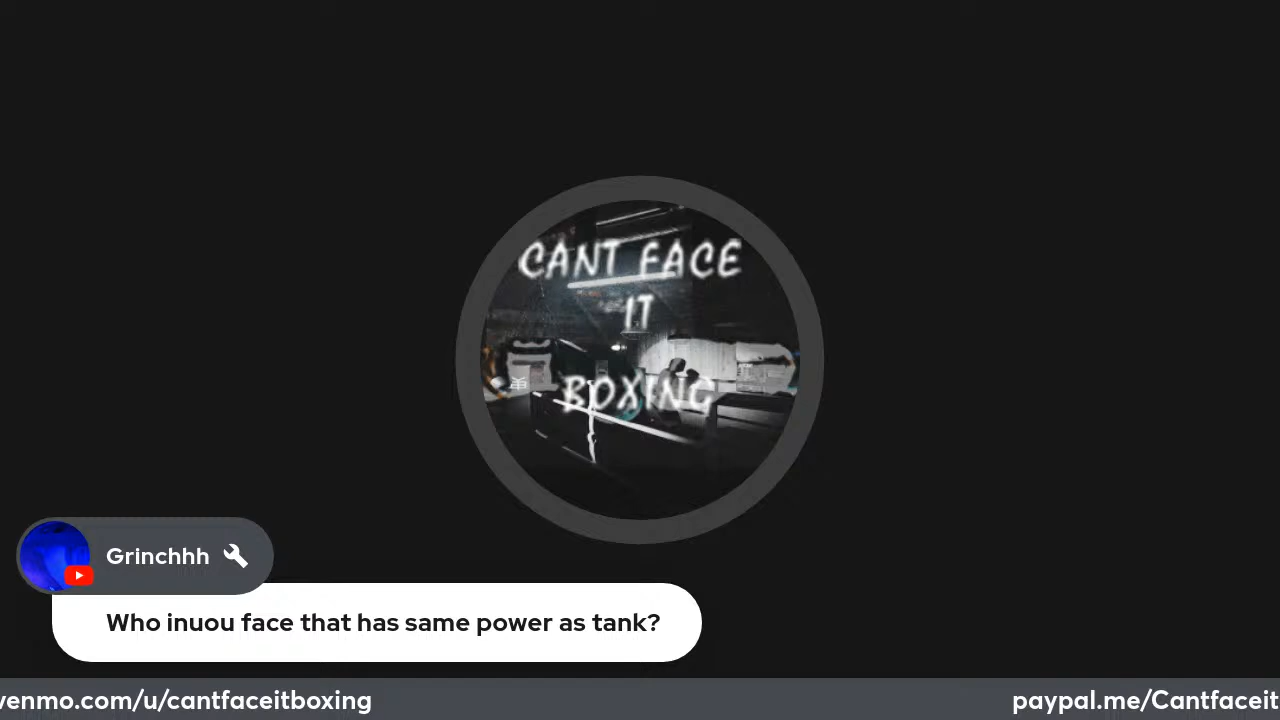 CANT FACE
IT
BOXING
Grinchhh
Who inuou face that has same power as tank?
venmo.com/u/cantfaceitboxing
paypal.me/Cantfaceit